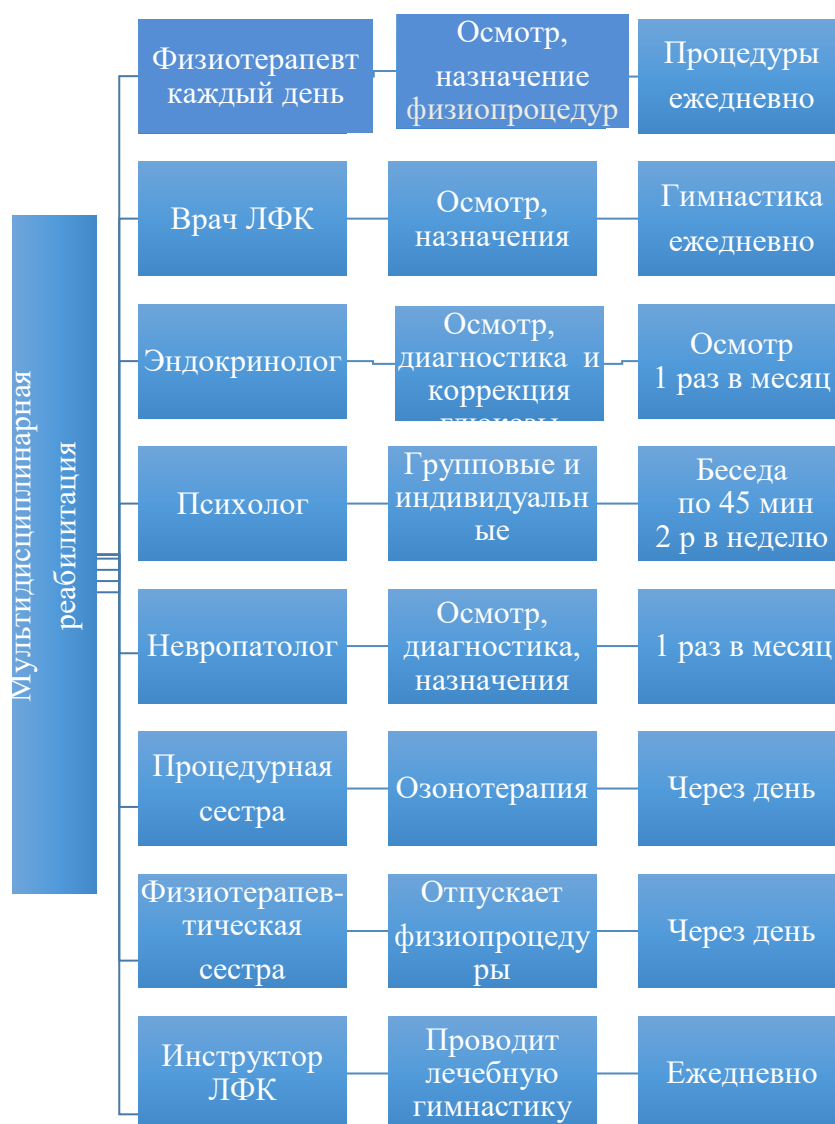 Мультидисциплинарная
реабилитация
Физиотерапевт
каждый день
Осмотр,
назначение
физиопроцедур
Процедуры
ежедневно
Врач ЛФК
Осмотр,
назначения
Гимнастика
ежедневно
Эндокринолог
Осмотр,
диагностика и
коррекция
глюкозы
Осмотр
1 раз в месяц
Психолог
Групповые и
индивидуальн
ые
Беседа
по 45 мин
2 р в неделю
Невропатолог
Осмотр,
диагностика,
назначения
1 раз в месяц
Процедурная
сестра
Озонотерапия
Через день
Физиотерапев-
тическая
сестра
Отпускает
физиопроцеду
ры
Через день
Инструктор
ЛФК
Проводит
лечебную
гимнастику
Ежедневно